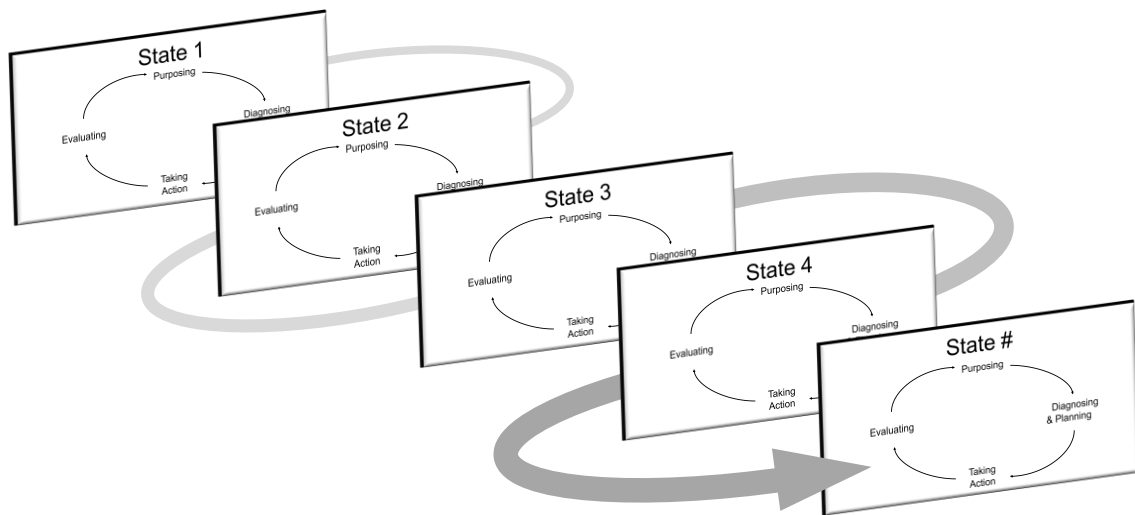 State 1
Purposing
Diagnosing
Evaluating
Taking
Action
State 2
Purposing
Diagnosing
Evaluating
Taking
Action
State 3
Purposing
Diagnosing
Evaluating
Taking
Action
State 4
Purposing
Diagnosing
Evaluating
Taking
Action
State #
Purposing
Diagnosing
& Planning
Evaluating
Taking
Action